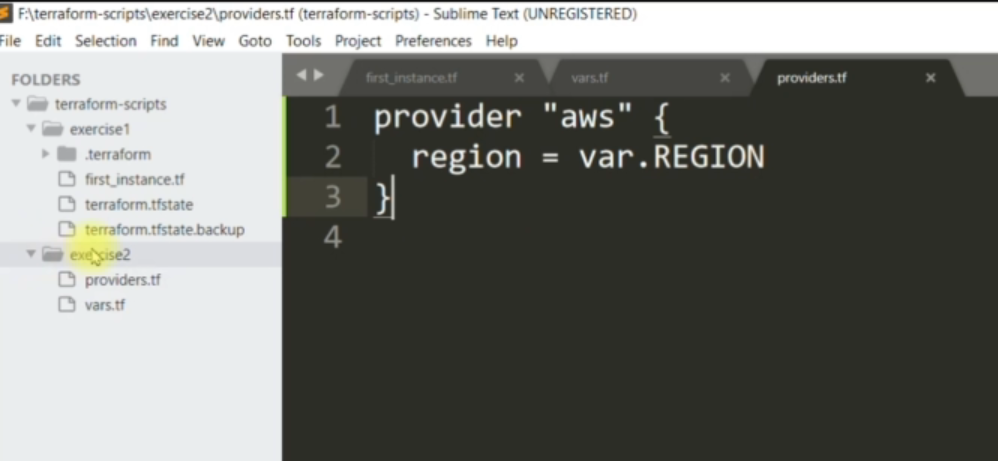 F:\terraform-scripts\exercise2\providers.tf (terraform-scripts) - Sublime Text (UNREGISTERED)
File Edit Selection Find View Goto Tools Project Preferences Help
FOLDERS
terraform-scripts
exercise1
.terraform
first_instance.tf
terraform.tfstate
terraform.tfstate.backup
exercise2
providers.tf
vars.tf
first_instance.tf vars.tf providers.tf
1 provider "aws" {
2 region = var.REGION
3 }
4